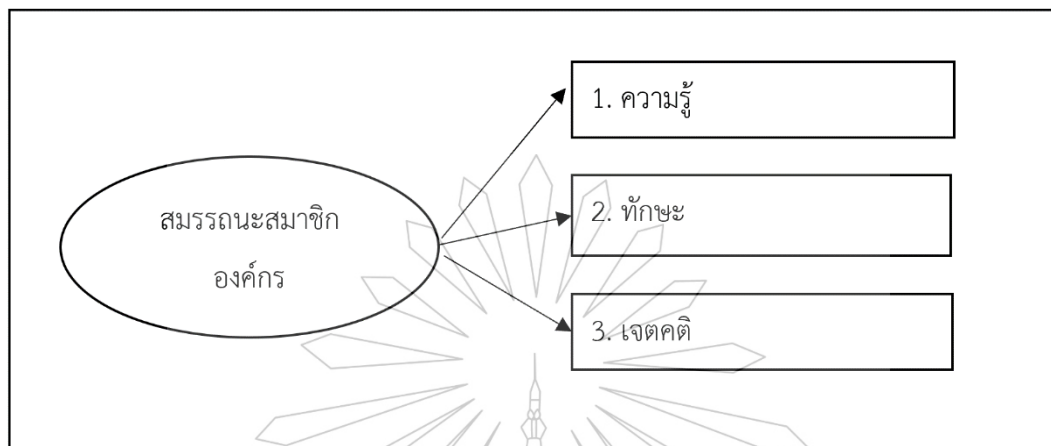 1. ความรู้
สมรรถนะสมาชิก
องค์กร
2. ทักษะ
3. เจตคติ